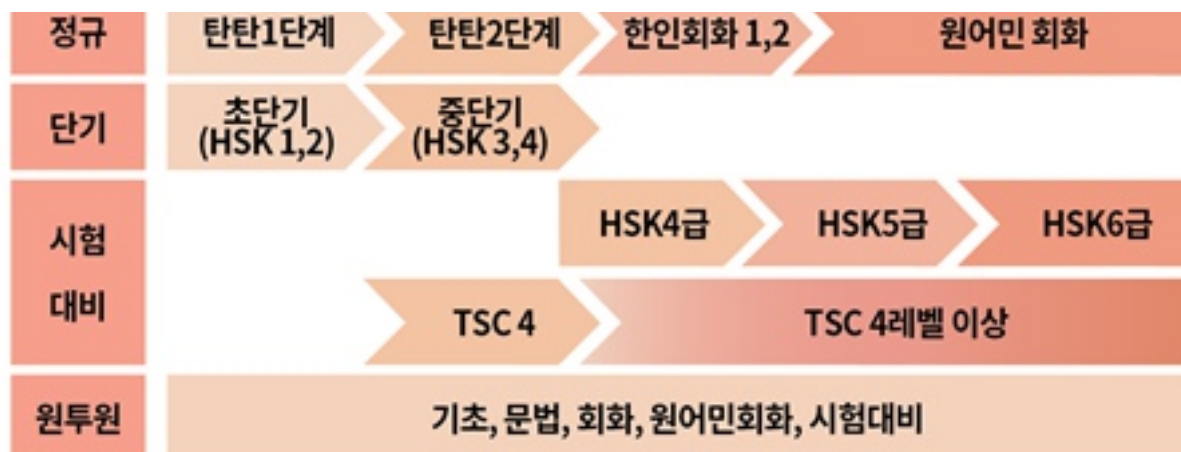 정규 탄탄1단계 탄탄2단계 한인회화 1,2 원어민 회화
단기 초단기 중단기
(HSK 1,2) (HSK 3,4)
시험 HSK4급 HSK5급 HSK6급
대비 TSC 4 TSC 4레벨 이상
원투원 기초, 문법, 회화, 원어민회화, 시험대비